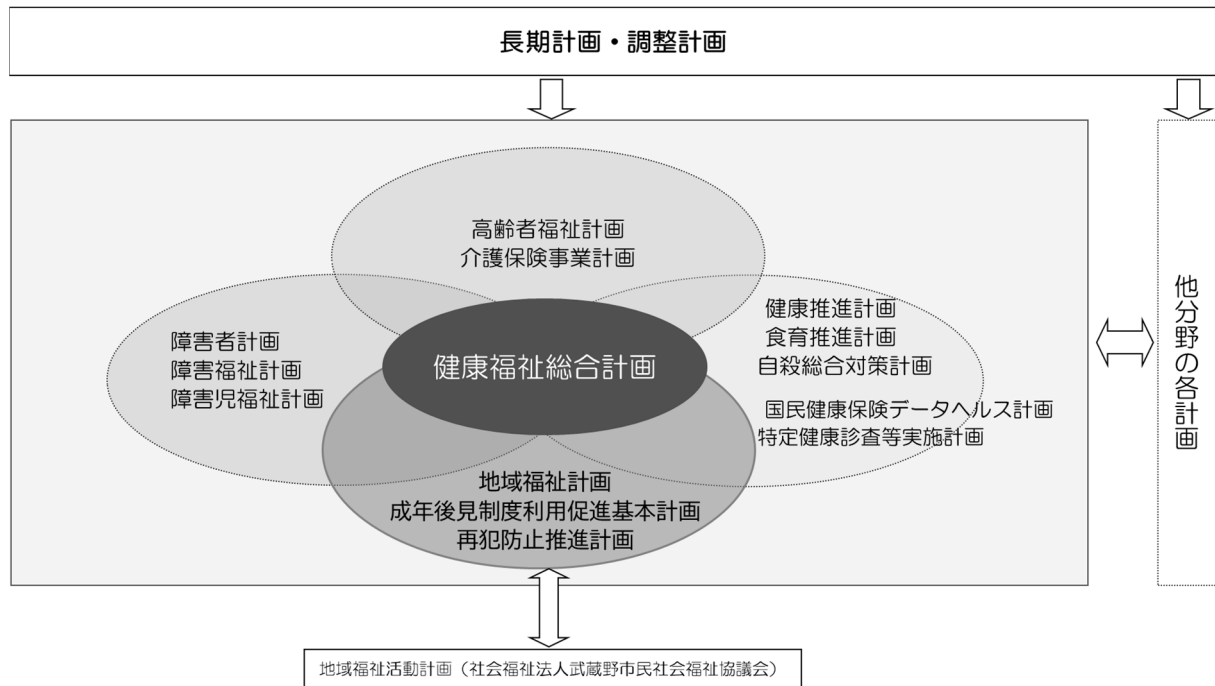 長期計画・調整計画
高齢者福祉計画
介護保険事業計画
障害者計画
障害福祉計画
障害児福祉計画
健康福祉総合計画
健康推進計画
食育推進計画
自殺総合対策計画
国民健康保険データヘルス計画
特定健康診査等実施計画
地域福祉計画
成年後見制度利用促進基本計画
再犯防止推進計画
他分野の各計画
地域福祉活動計画（社会福祉法人武蔵野市民社会福祉協議会）